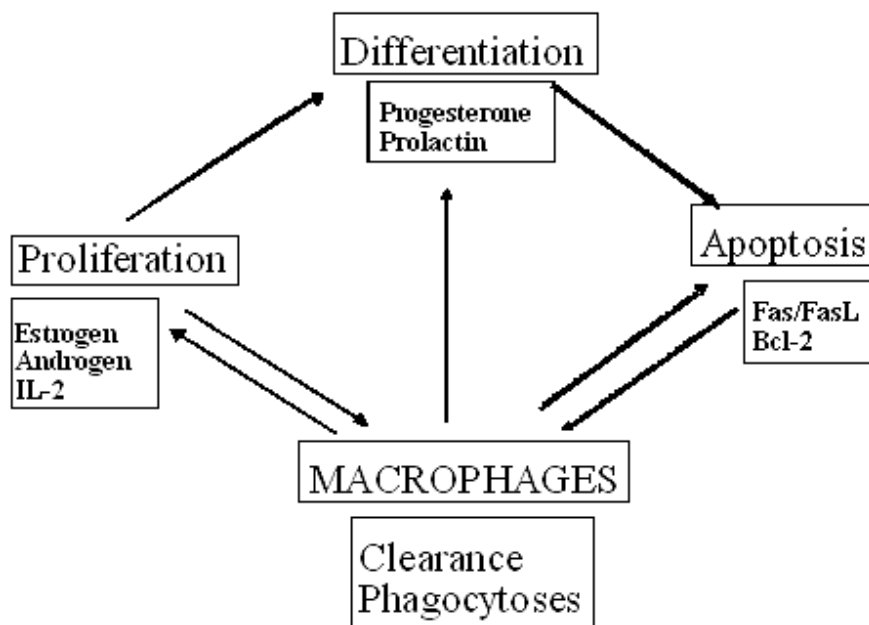 Differentiation
Progesterone
Prolactin
Proliferation
Estrogen
Androgen
IL-2
Apoptosis
Fas/FasL
Bcl-2
MACROPHAGES
Clearance
Phagocytoses